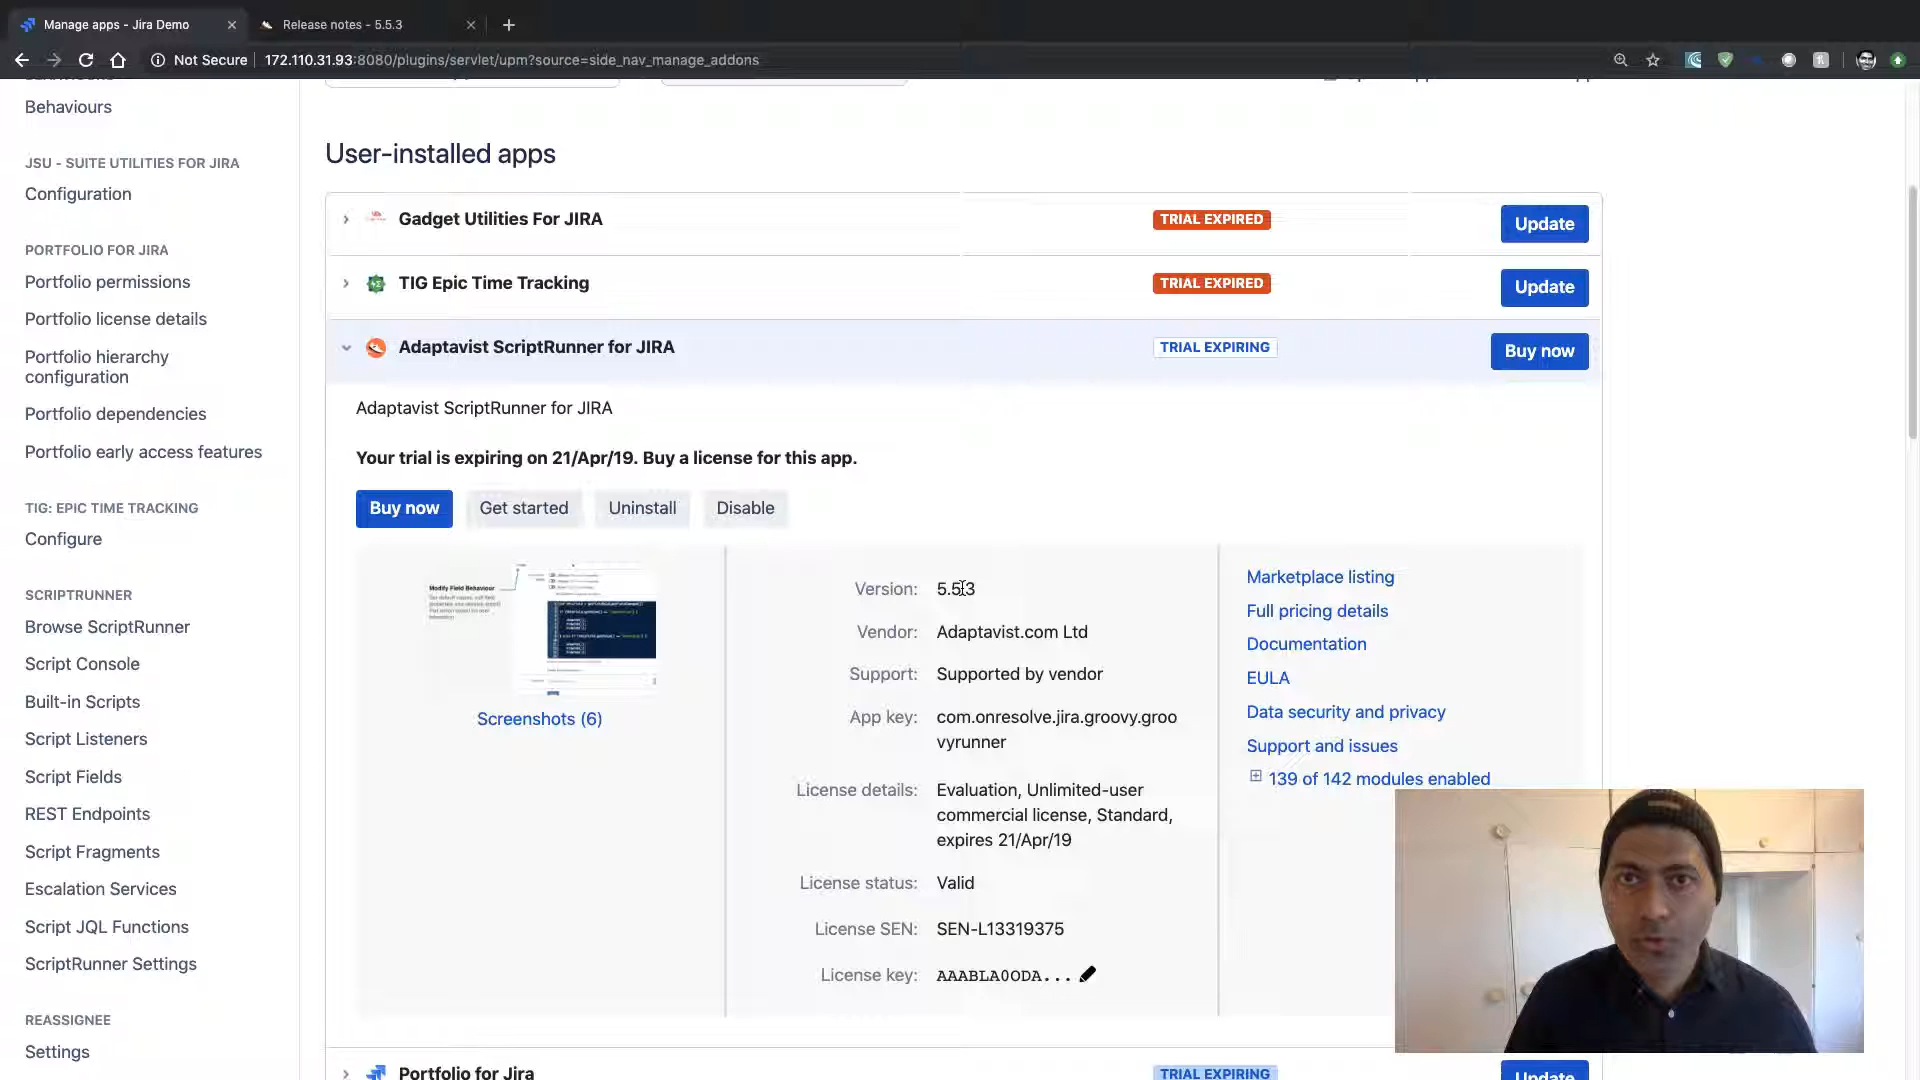 Manage apps - Jira Demo
Release notes - 5.5.3
Not Secure
172.110.31.93:8080/plugins/servlet/upm?source=side_nav_manage_addons
Behaviours
JSU - SUITE UTILITIES FOR JIRA
Configuration
PORTFOLIO FOR JIRA
Portfolio permissions
Portfolio license details
Portfolio hierarchy
configuration
Portfolio dependencies
Portfolio early access features
TIG: EPIC TIME TRACKING
Configure
SCRIPTRUNNER
Browse ScriptRunner
Script Console
Built-in Scripts
Script Listeners
Script Fields
REST Endpoints
Script Fragments
Escalation Services
Script JQL Functions
ScriptRunner Settings
REASSIGNEE
Settings
User-installed apps
Gadget Utilities For JIRA
TRIAL EXPIRED
Update
TIG Epic Time Tracking
TRIAL EXPIRED
Update
Adaptavist ScriptRunner for JIRA
TRIAL EXPIRING
Buy now
Adaptavist ScriptRunner for JIRA
Your trial is expiring on 21/Apr/19. Buy a license for this app.
Buy now
Get started
Uninstall
Disable
Modify Field Behaviour
Screenshots (6)
Version: 5.5.3
Vendor: Adaptavist.com Ltd
Support: Supported by vendor
App key: com.onresolve.jira.groovy.groo
vyrunner
License details: Evaluation, Unlimited-user
commercial license, Standard,
expires 21/Apr/19
License status: Valid
License SEN: SEN-L13319375
License key: AAABLA0ODA...
Marketplace listing
Full pricing details
Documentation
EULA
Data security and privacy
Support and issues
139 of 142 modules enabled
Portfolio for Jira
TRIAL EXPIRING
Update